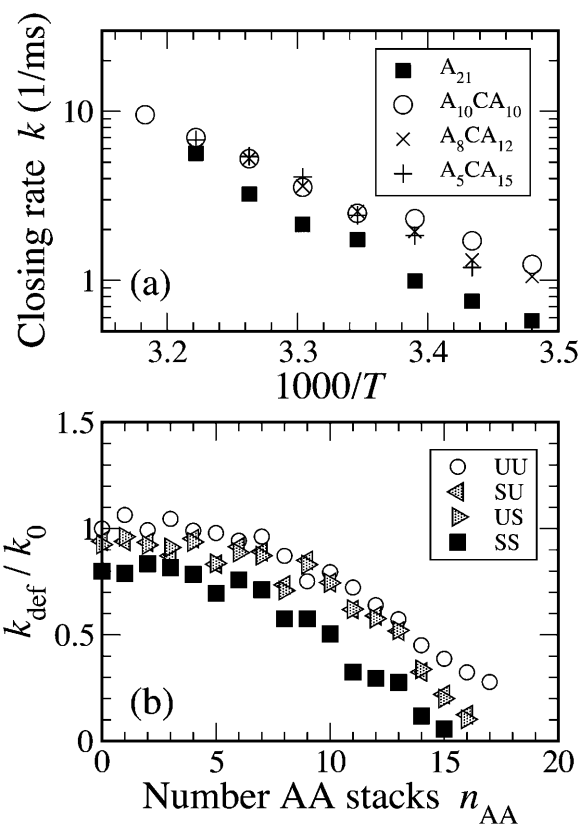 Closing rate k (1/ms)
10
1
A₂₁
A₁₀CA₁₀
A₈CA₁₂
A₅CA₁₅
(a)
3.2 3.3 3.4 3.5
1000/T
k_def / k₀
1.5
1
0.5
0
UU
SU
US
SS
(b)
0 5 10 15 20
Number AA stacks n_AA